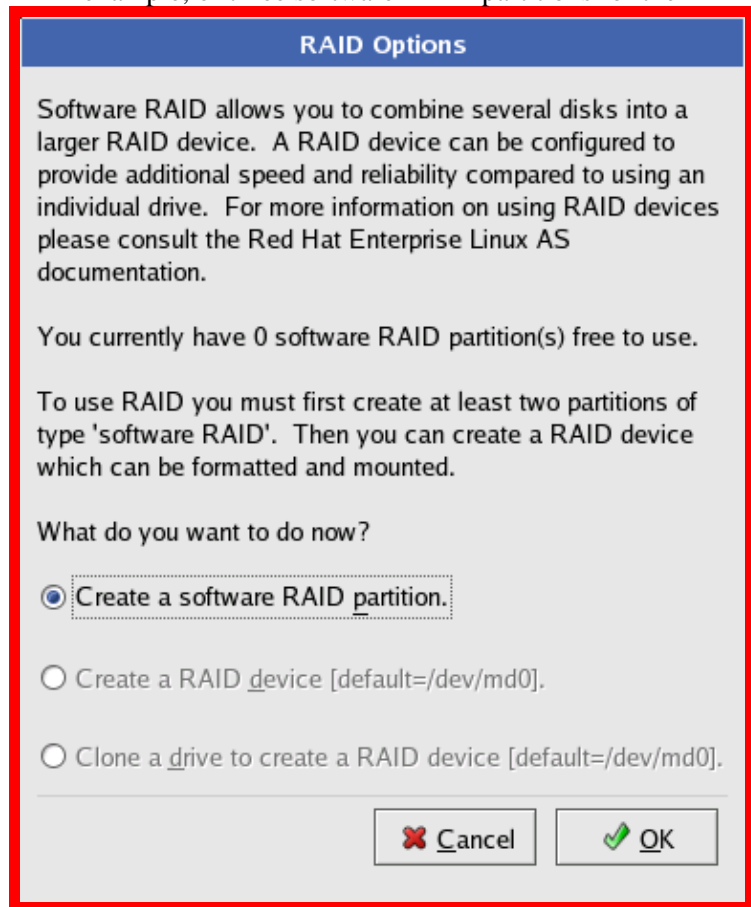 RAID Options
Software RAID allows you to combine several disks into a
larger RAID device. A RAID device can be configured to
provide additional speed and reliability compared to using an
individual drive. For more information on using RAID devices
please consult the Red Hat Enterprise Linux AS
documentation.
You currently have 0 software RAID partition(s) free to use.
To use RAID you must first create at least two partitions of
type 'software RAID'. Then you can create a RAID device
which can be formatted and mounted.
What do you want to do now?
Create a software RAID partition.
Create a RAID device [default=/dev/md0].
Clone a drive to create a RAID device [default=/dev/md0].
Cancel
OK